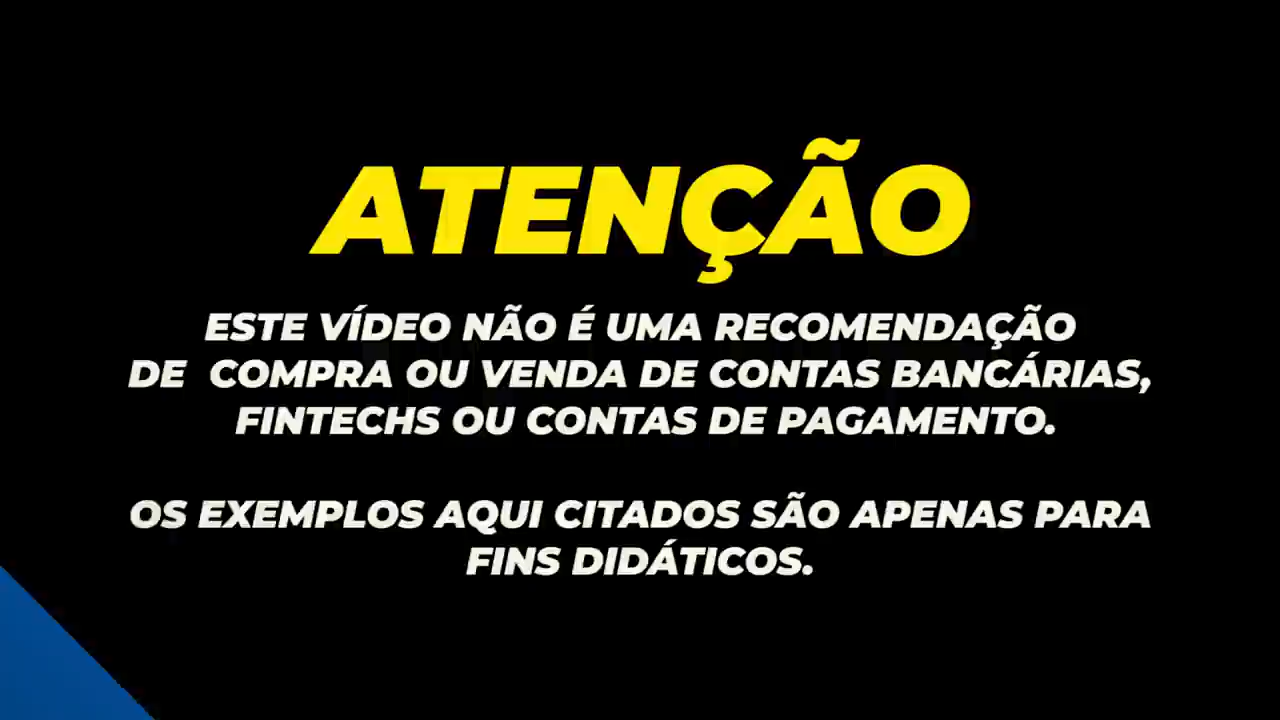 ATENÇÃO
ESTE VÍDEO NÃO É UMA RECOMENDAÇÃO
DE COMPRA OU VENDA DE CONTAS BANCÁRIAS,
FINTECHS OU CONTAS DE PAGAMENTO.
OS EXEMPLOS AQUI CITADOS SÃO APENAS PARA
FINS DIDÁTICOS.